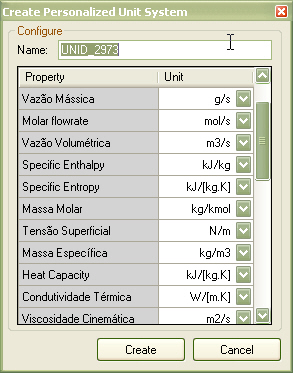 Create Personalized Unit System
Configure
Name: UNID_2973
Property Unit
Vazão Mássica g/s
Molar flowrate mol/s
Vazão Volumétrica m3/s
Specific Enthalpy kJ/kg
Specific Entropy kJ/[kg.K]
Massa Molar kg/kmol
Tensão Superficial N/m
Massa Específica kg/m3
Heat Capacity kJ/[kg.K]
Condutividade Térmica W/[m.K]
Viscosidade Cinemática m2/s
Create Cancel